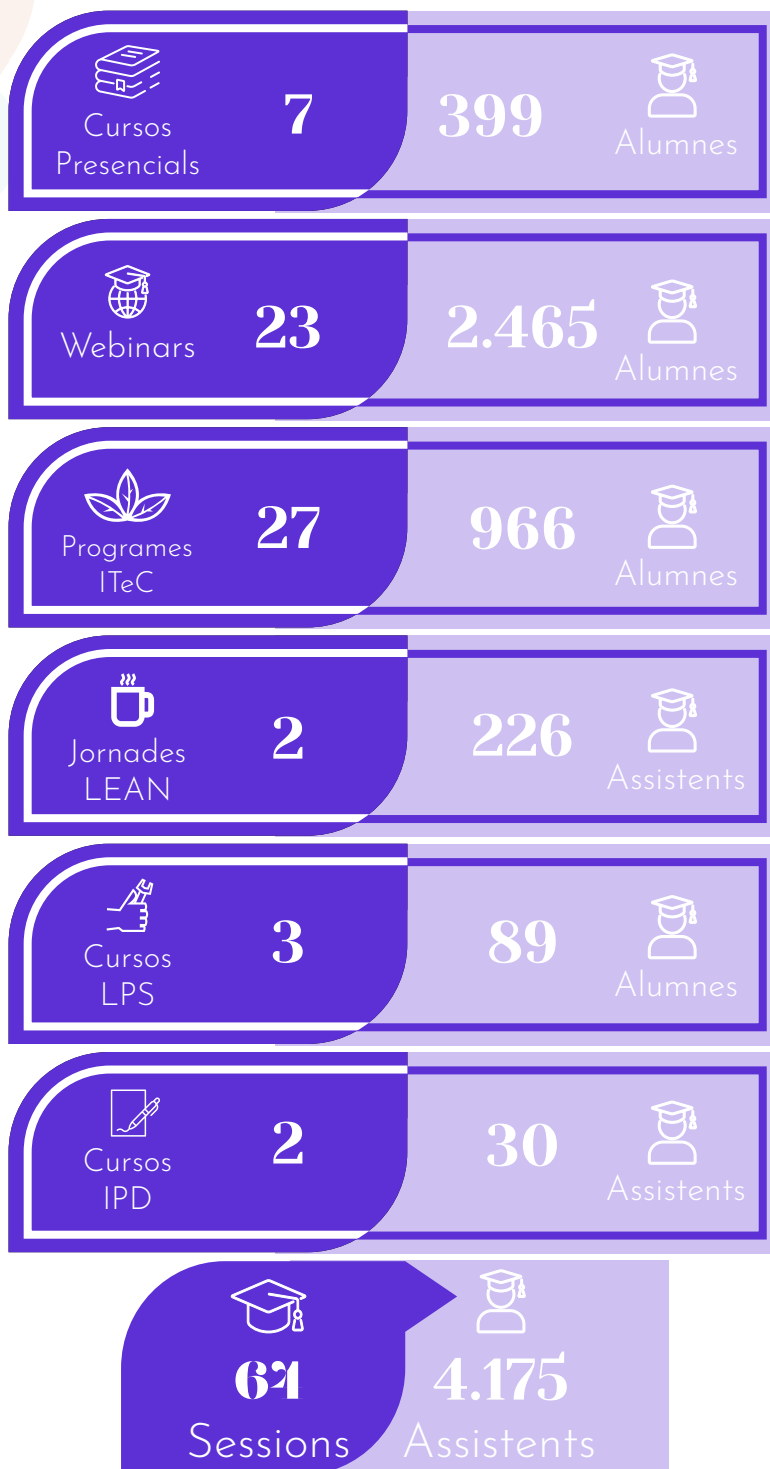 Cursos
Presencials
7
399
Alumnes
Webinars
23
2.465
Alumnes
Programes
ITeC
27
966
Alumnes
Jornades
LEAN
2
226
Assistents
Cursos
LPS
3
89
Alumnes
Cursos
IPD
2
30
Assistents
64
Sessions
4.175
Assistents